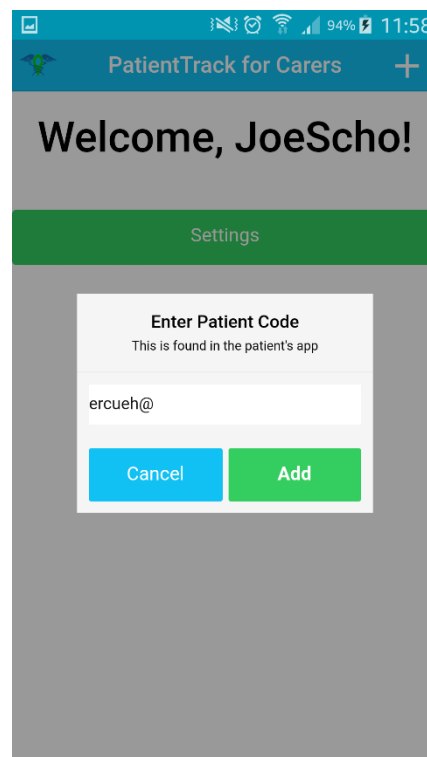 94% 11:58
PatientTrack for Carers +
Welcome, JoeScho!
Settings
Enter Patient Code
This is found in the patient's app
ercueh@
Cancel Add